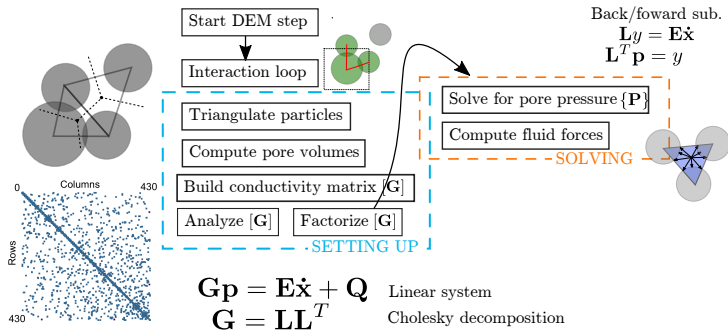 Start DEM step
Interaction loop
Triangulate particles
Compute pore volumes
Build conductivity matrix [G]
Analyze [G]
Factorize [G]
SETTING UP
Back/foward sub.
Ly = Eẋ
L^T p = y
Solve for pore pressure {P}
Compute fluid forces
SOLVING
Columns
0
430
Rows
430
Gp = Eẋ + Q
Linear system
G = LL^T
Cholesky decomposition